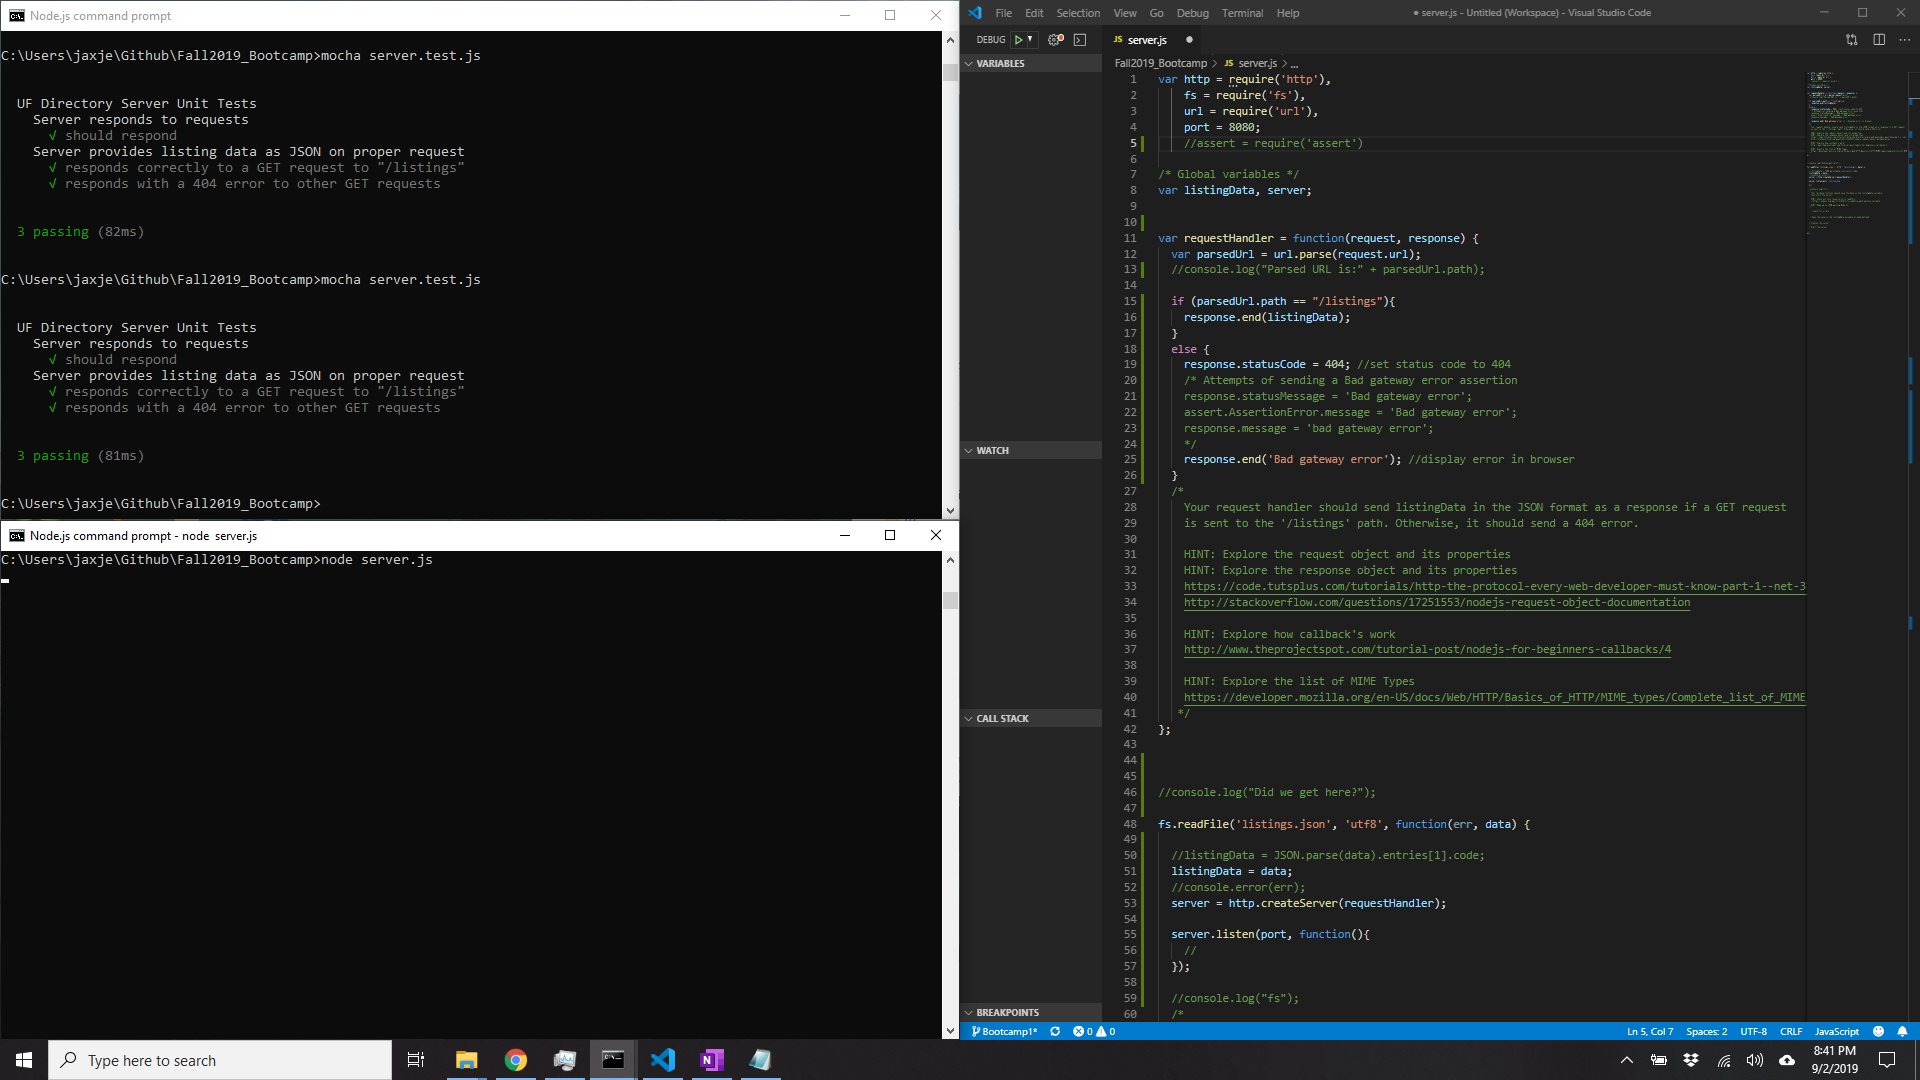 Node.js command prompt
C:\Users\jaxje\Github\Fall2019_Bootcamp>mocha server.test.js
UF Directory Server Unit Tests
Server responds to requests
√ should respond
Server provides listing data as JSON on proper request
√ responds correctly to a GET request to "/listings"
√ responds with a 404 error to other GET requests
3 passing (82ms)
C:\Users\jaxje\Github\Fall2019_Bootcamp>mocha server.test.js
UF Directory Server Unit Tests
Server responds to requests
√ should respond
Server provides listing data as JSON on proper request
√ responds correctly to a GET request to "/listings"
√ responds with a 404 error to other GET requests
3 passing (81ms)
C:\Users\jaxje\Github\Fall2019_Bootcamp>
Node.js command prompt - node server.js
C:\Users\jaxje\Github\Fall2019_Bootcamp>node server.js
File Edit Selection View Go Debug Terminal Help
● server.js - Untitled (Workspace) - Visual Studio Code
DEBUG
VARIABLES
WATCH
CALL STACK
BREAKPOINTS
JS server.js ●
Fall2019_Bootcamp > JS server.js > ...
1 var http = require('http'),
2 fs = require('fs'),
3 url = require('url'),
4 port = 8080;
5 //assert = require('assert')
6
7 /* Global variables */
8 var listingData, server;
9
10
11 var requestHandler = function(request, response) {
12 var parsedUrl = url.parse(request.url);
13 //console.log("Parsed URL is:" + parsedUrl.path);
14
15 if (parsedUrl.path == "/listings"){
16 response.end(listingData);
17 }
18 else {
19 response.statusCode = 404; //set status code to 404
20 /* Attempts of sending a Bad gateway error assertion
21 response.statusMessage = 'Bad gateway error';
22 assert.AssertionError.message = 'Bad gateway error';
23 response.message = 'bad gateway error';
24 */
25 response.end('Bad gateway error'); //display error in browser
26 }
27 /*
28 Your request handler should send listingData in the JSON format as a response if a GET request
29 is sent to the '/listings' path. Otherwise, it should send a 404 error.
30
31 HINT: Explore the request object and its properties
32 HINT: Explore the response object and its properties
33 https://code.tutsplus.com/tutorials/http-the-protocol-every-web-developer-must-know-part-1--net-3
34 http://stackoverflow.com/questions/17251553/nodejs-request-object-documentation
35
36 HINT: Explore how callback's work
37 http://www.theprojectspot.com/tutorial-post/nodejs-for-beginners-callbacks/4
38
39 HINT: Explore the list of MIME Types
40 https://developer.mozilla.org/en-US/docs/Web/HTTP/Basics_of_HTTP/MIME_types/Complete_list_of_MIME_
41 */
42 };
43
44
45
46 //console.log("Did we get here?");
47
48 fs.readFile('listings.json', 'utf8', function(err, data) {
49
50 //listingData = JSON.parse(data).entries[1].code;
51 listingData = data;
52 //console.error(err);
53 server = http.createServer(requestHandler);
54
55 server.listen(port, function(){
56 //
57 });
58
59 //console.log("fs");
60 /*
Bootcamp1* 0 0
Ln 5, Col 7 Spaces: 2 UTF-8 CRLF JavaScript
Type here to search
8:41 PM
9/2/2019